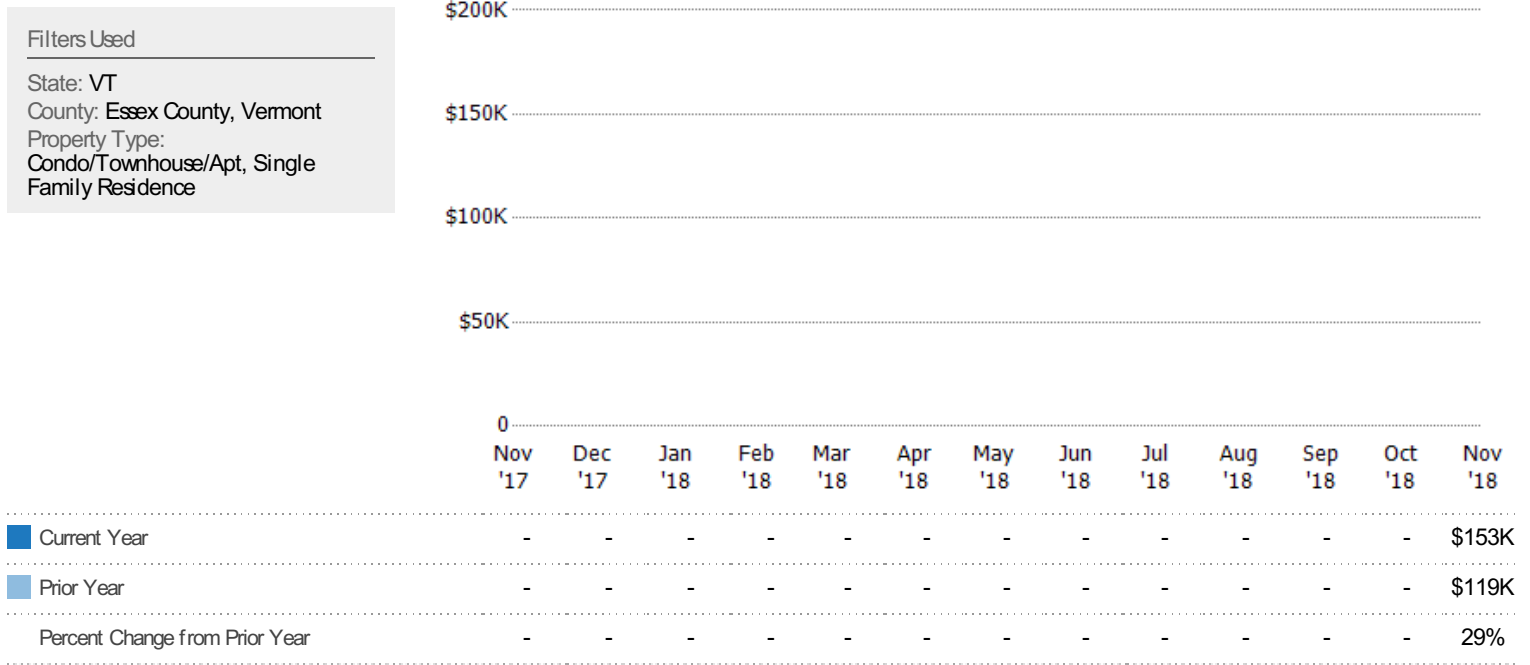 Filters Used
State: VT
County: Essex County, Vermont
Property Type:
Condo/Townhouse/Apt, Single
Family Residence
$200K
$150K
$100K
$50K
0
Nov Dec Jan Feb Mar Apr May Jun Jul Aug Sep Oct Nov
'17 '17 '18 '18 '18 '18 '18 '18 '18 '18 '18 '18 '18
Current Year - - - - - - - - - - - - $153K
Prior Year - - - - - - - - - - - - $119K
Percent Change from Prior Year - - - - - - - - - - - - 29%